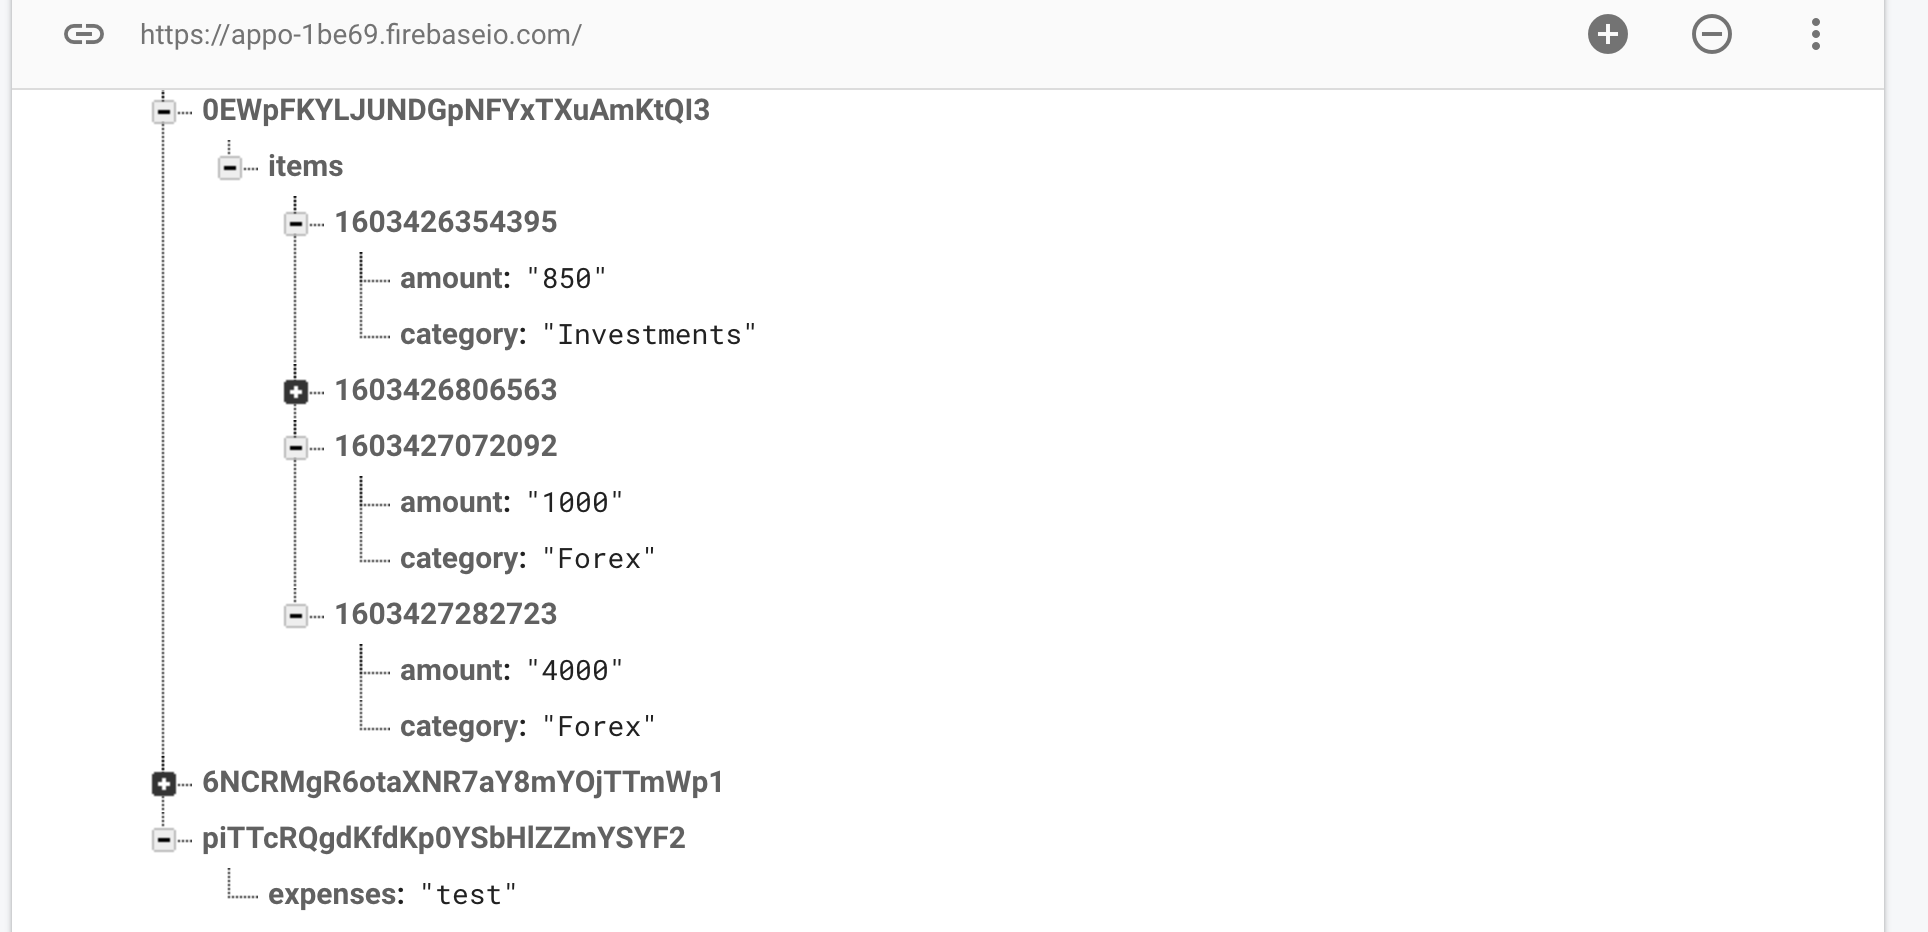 https://appo-1be69.firebaseio.com/
0EWpFKYLJUNDGpNFYxTXuAmKtQI3
items
1603426354395
amount: "850"
category: "Investments"
1603426806563
1603427072092
amount: "1000"
category: "Forex"
1603427282723
amount: "4000"
category: "Forex"
6NCRMgR6otaXNR7aY8mYOjTTmWp1
piTTcRQgdKfdKp0YSbHlZZmYSYF2
expenses: "test"